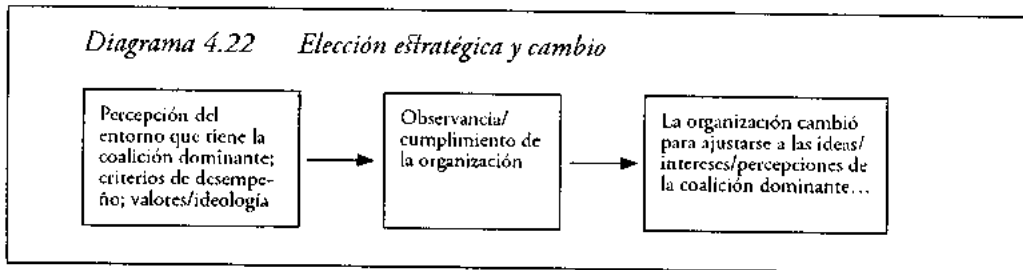 Diagrama 4.22 Elección estratégica y cambio
Percepción del
entorno que tiene la
coalición dominante;
criterios de desempe-
ño; valores/ideología
Observancia/
cumplimiento de
la organización
La organización cambió
para ajustarse a las ideas/
intereses/percepciones de
la coalición dominante...